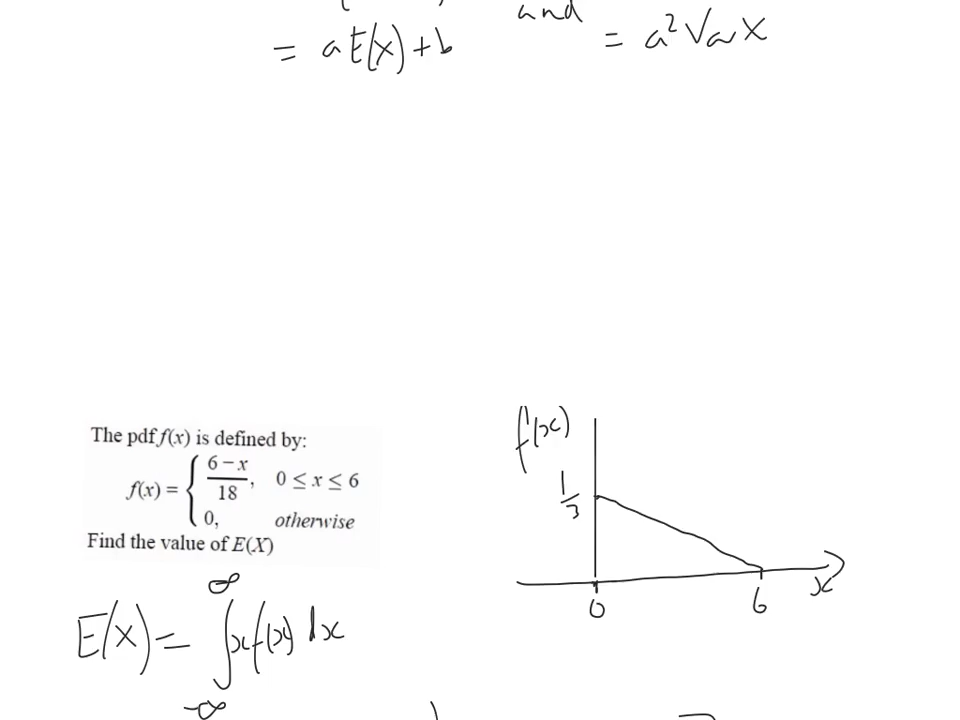 and
= aE(x)+b = a²Var X
The pdf f(x) is defined by:
f(x) = { (6 − x)/18, 0 ≤ x ≤ 6
0, otherwise
Find the value of E(X)
E(x) = ∫ x f(x) dx
∞
-∞
f(x)
1/3
0 6 x